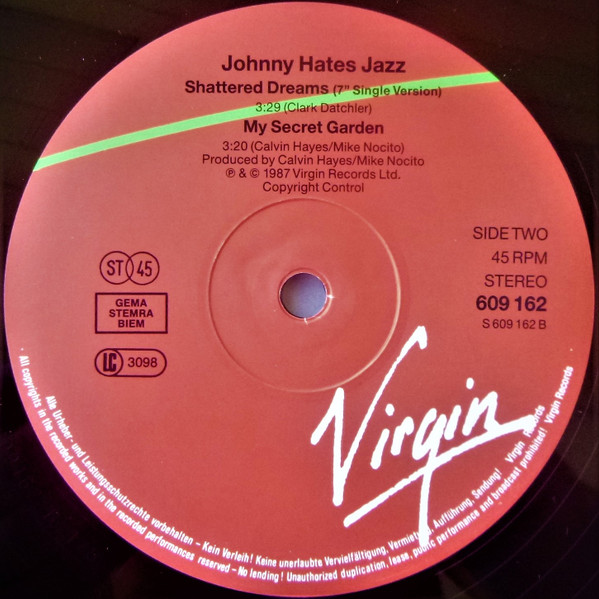 Johnny Hates Jazz
Shattered Dreams (7" Single Version)
3:29 (Clark Datchler)
My Secret Garden
3:20 (Calvin Hayes/Mike Nocito)
Produced by Calvin Hayes/Mike Nocito
℗ & © 1987 Virgin Records Ltd.
Copyright Control
SIDE TWO
45 RPM
STEREO
609 162
S 609 162 B
ST 45
GEMA
STEMRA
BIEM
LC 3098
Virgin
Alle Urheber- und Leistungsschutzrechte vorbehalten – Kein Verleih! Keine unerlaubte Vervielfältigung, Vermietung, Aufführung, Sendung! Virgin Records
· All copyrights in the recorded works and in the recorded performances reserved – No lending! Unauthorized duplication, lease, public performance and broadcast prohibited! Virgin Records ·